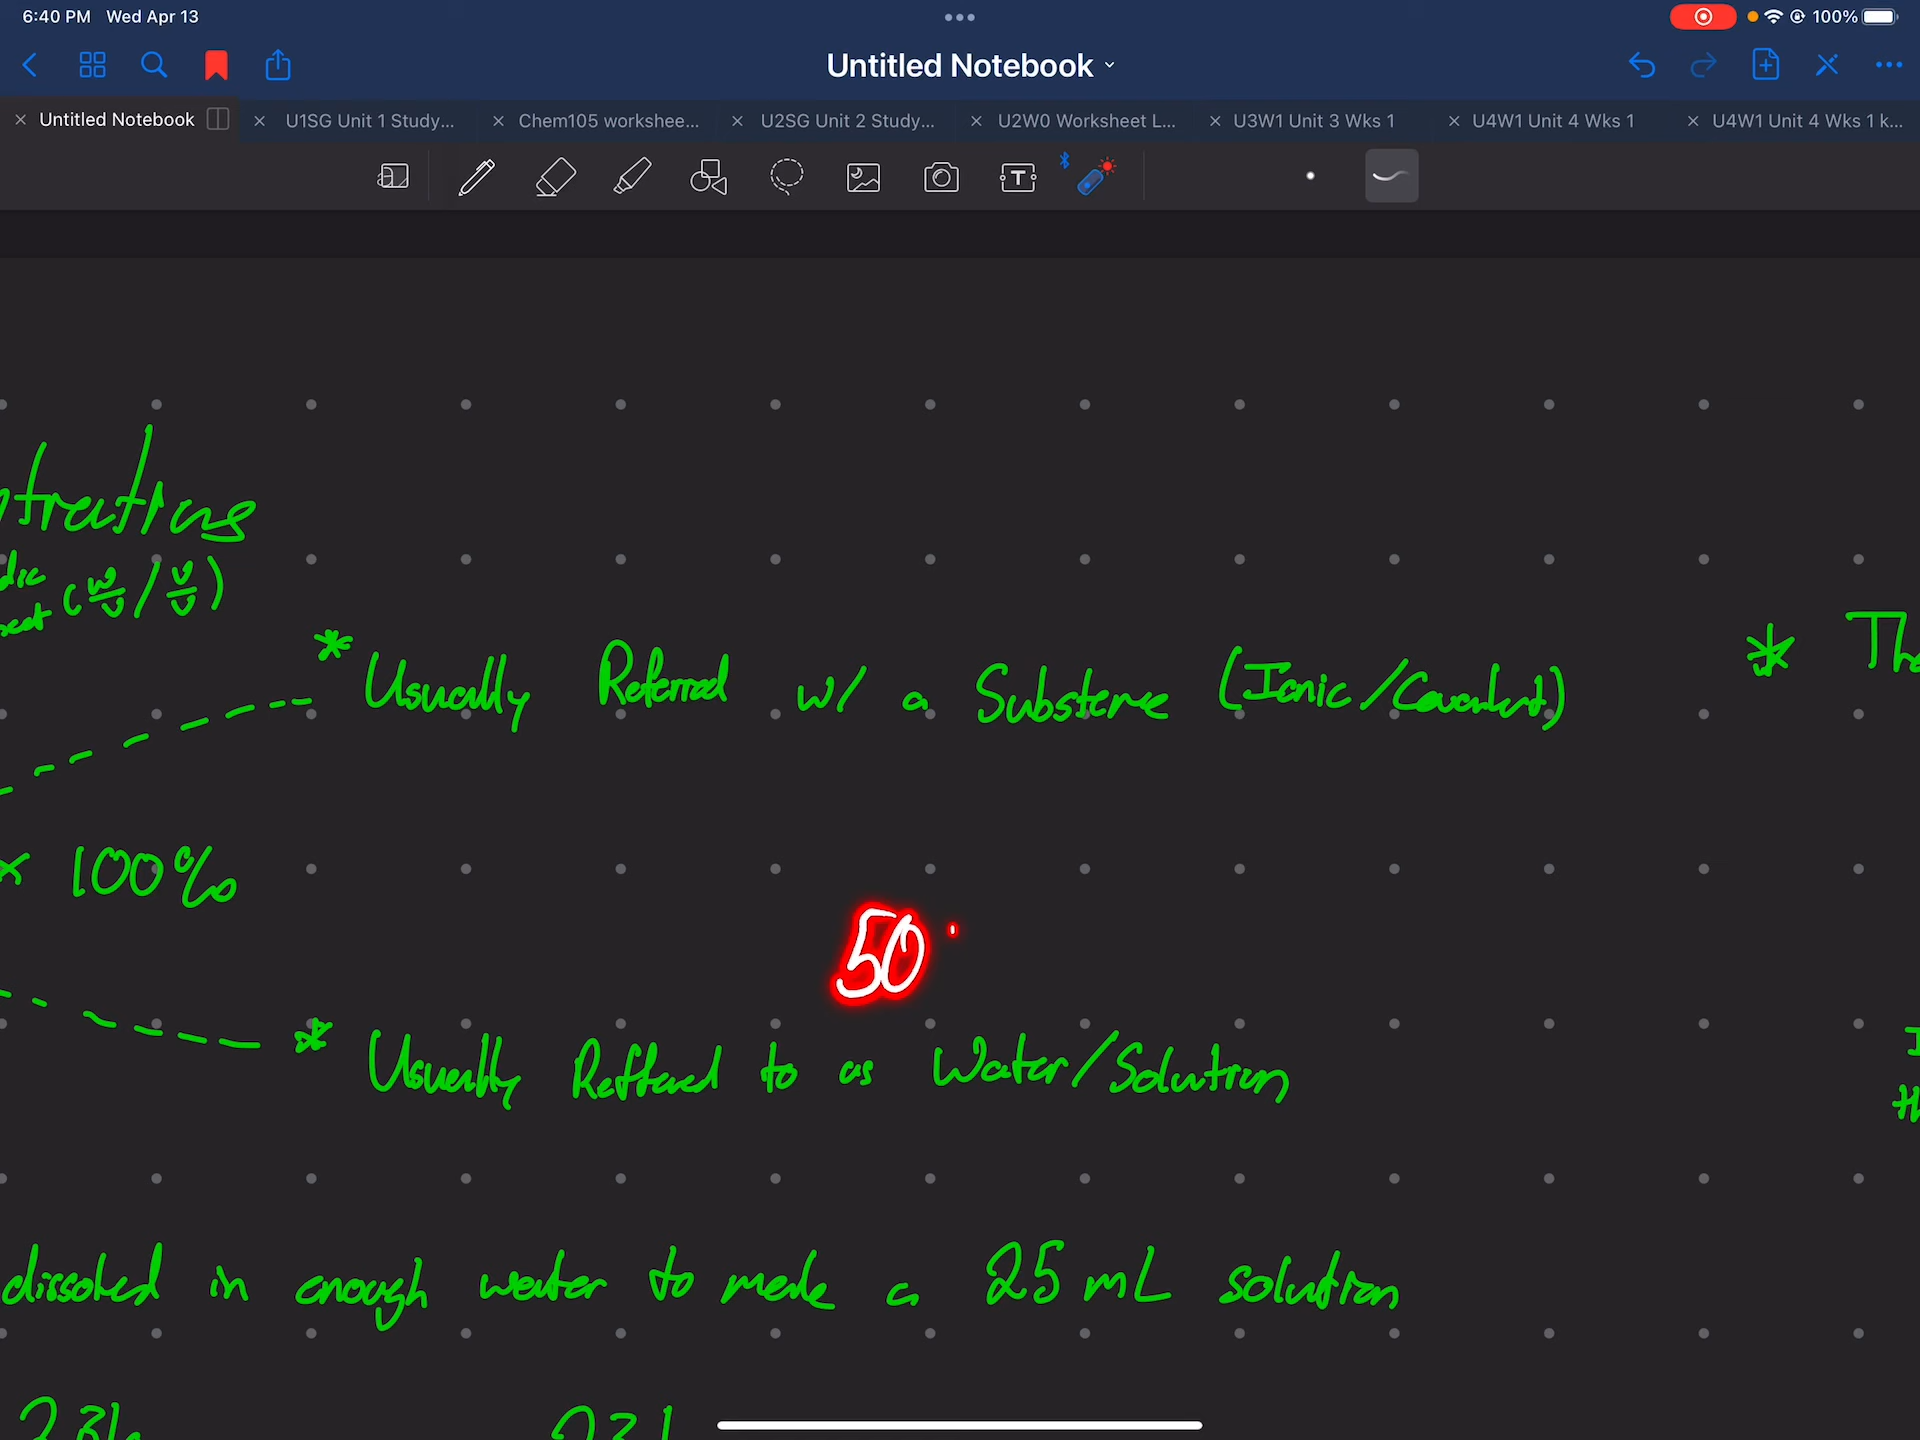 6:40 PM Wed Apr 13
100%
Untitled Notebook
Untitled Notebook
U1SG Unit 1 Study...
Chem105 workshee...
U2SG Unit 2 Study...
U2W0 Worksheet L...
U3W1 Unit 3 Wks 1
U4W1 Unit 4 Wks 1
U4W1 Unit 4 Wks 1 k...
(w/v / v/v)
* Usually Referred w/ a Substence (Ionic/Covalent)
* Th
x 100%
50
* Usually Reffered to as Water/Solution
dissolved in enough water to make a 25 mL solution